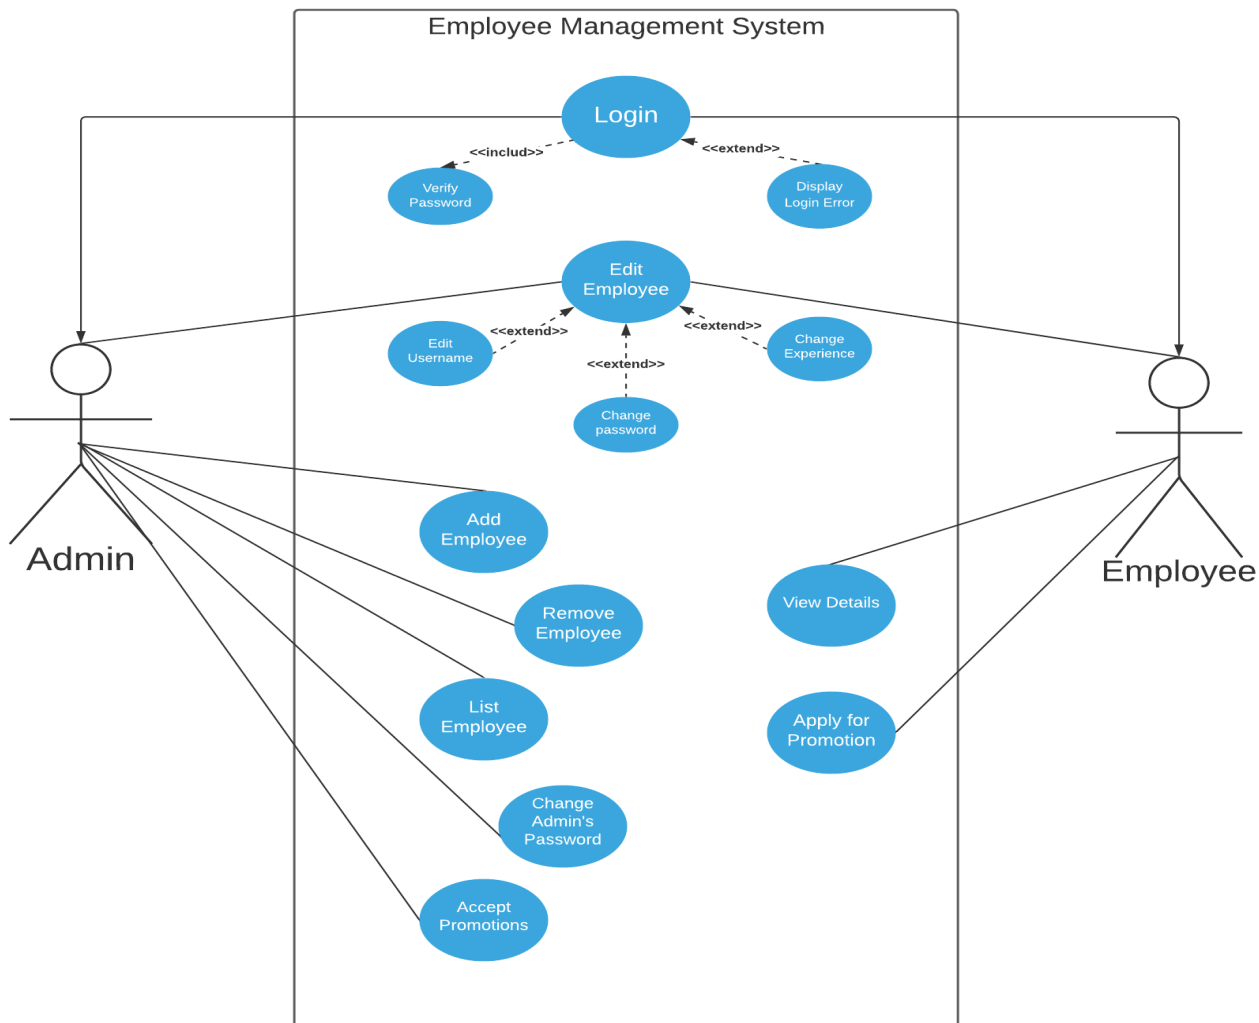 Employee Management System
Login
<<includ>>
<<extend>>
Verify
Password
Display
Login Error
Edit
Employee
<<extend>>
<<extend>>
Edit
Username
Change
Experience
<<extend>>
Change
password
Add
Employee
Admin
Employee
View Details
Remove
Employee
List
Employee
Apply for
Promotion
Change
Admin's
Password
Accept
Promotions